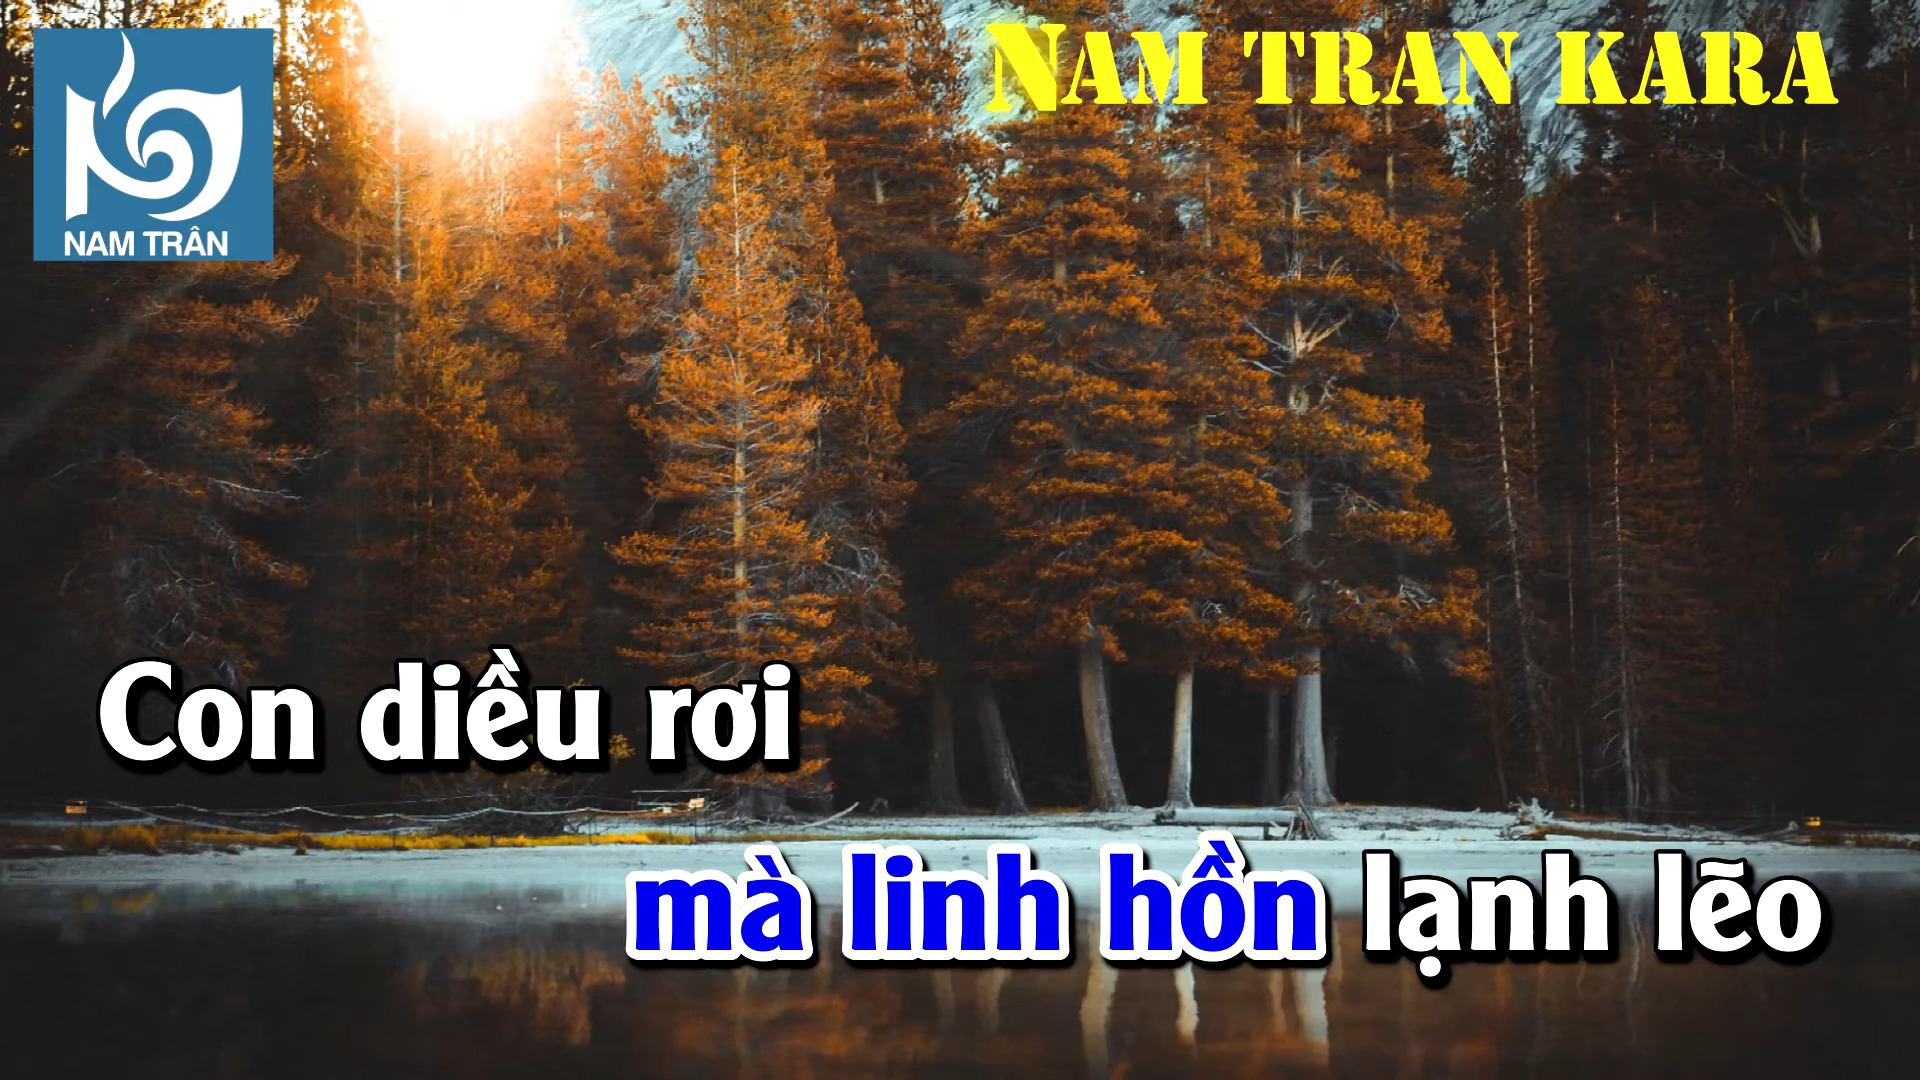 NAM TRAN KARA
NAM TRÂN
Con diều rơi
mà linh hồn lạnh lẽo